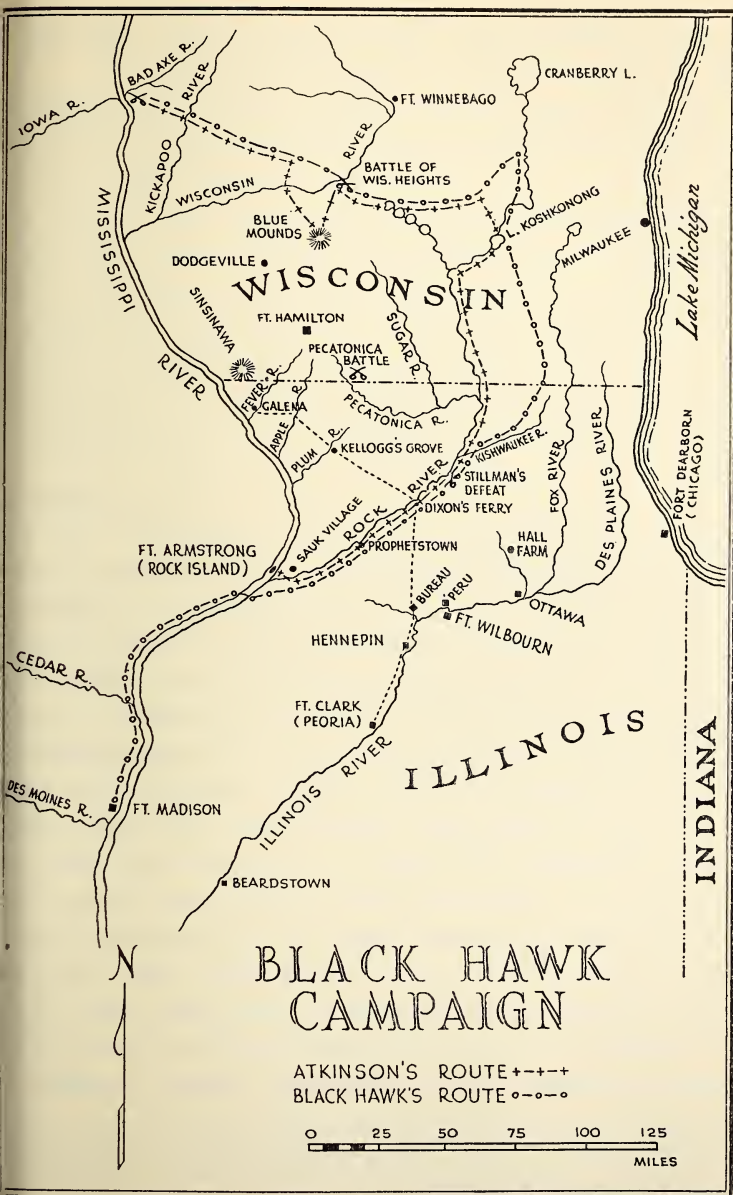 BAD AXE R.
CRANBERRY L.
IOWA R.
KICKAPOO RIVER
FT. WINNEBAGO
RIVER
BATTLE OF
WIS. HEIGHTS
WISCONSIN
MISSISSIPPI
BLUE
MOUNDS
L. KOSHKONONG
MILWAUKEE
Lake Michigan
DODGEVILLE
WISCONSIN
SINSINAWA
FT. HAMILTON
SUGAR R.
PECATONICA
BATTLE
RIVER
FEVER R.
GALENA
PECATONICA R.
APPLE R.
PLUM R.
KELLOGG'S GROVE
KISHWAUKEE R.
FOX RIVER
DES PLAINES RIVER
FORT DEARBORN
(CHICAGO)
STILLMAN'S
DEFEAT
ROCK RIVER
DIXON'S FERRY
SAUK VILLAGE
PROPHETSTOWN
HALL
FARM
FT. ARMSTRONG
(ROCK ISLAND)
BUREAU
PERU
OTTAWA
FT. WILBOURN
HENNEPIN
CEDAR R.
FT. CLARK
(PEORIA)
ILLINOIS
INDIANA
ILLINOIS RIVER
DES MOINES R.
FT. MADISON
BEARDSTOWN
N
BLACK HAWK
CAMPAIGN
ATKINSON'S ROUTE +-+-+
BLACK HAWK'S ROUTE o-o-o
0 25 50 75 100 125
MILES